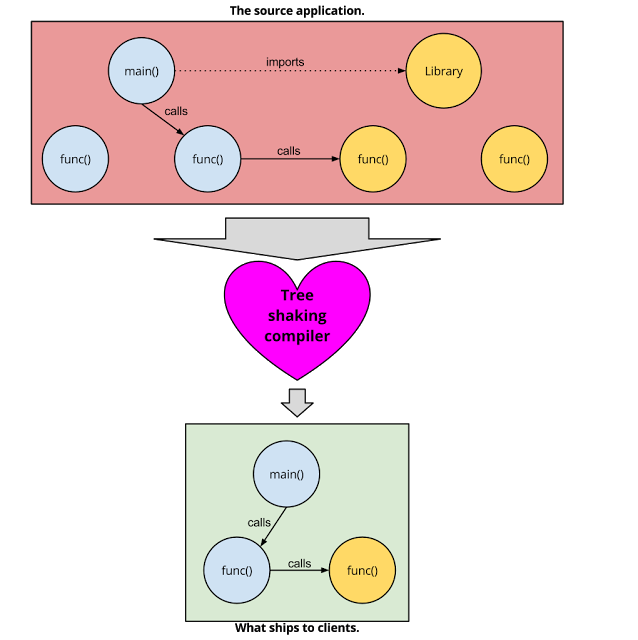 The source application.
main()
imports
Library
calls
func()
func()
calls
func()
func()
Tree
shaking
compiler
main()
calls
func()
calls
func()
What ships to clients.